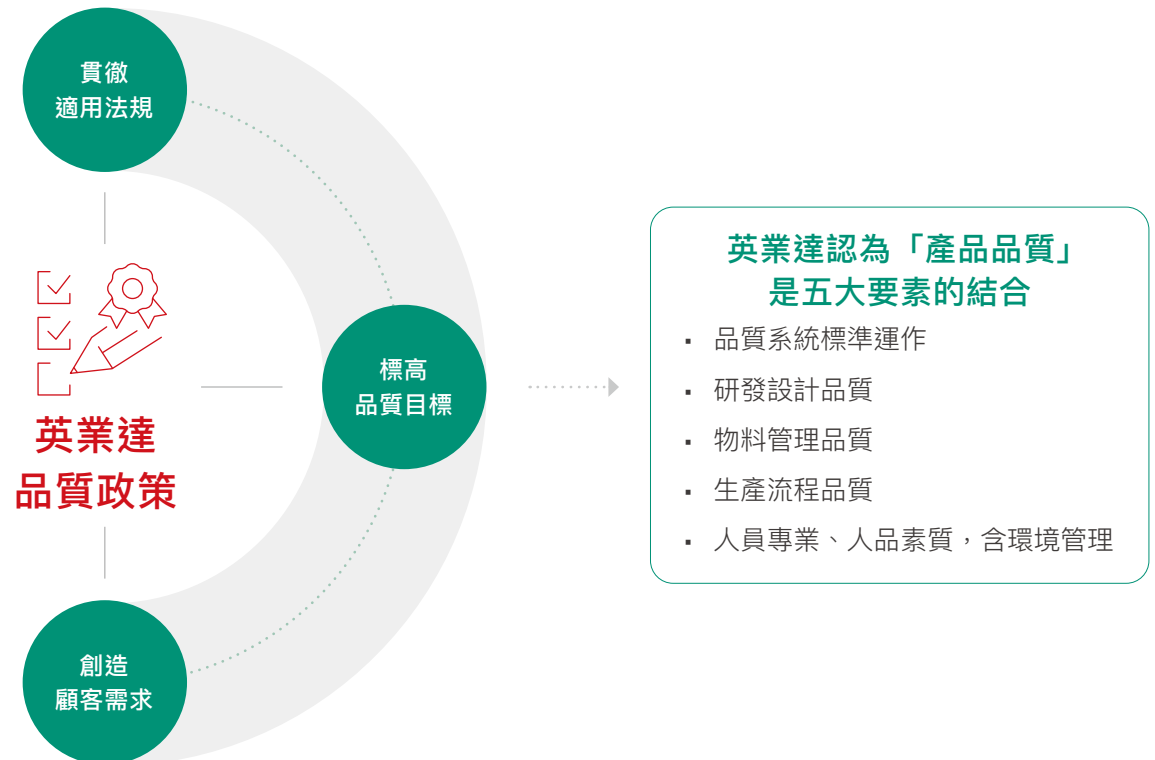 貫徹
適用法規
英業達
品質政策
標高
品質目標
創造
顧客需求
英業達認為「產品品質」
是五大要素的結合
▪ 品質系統標準運作
▪ 研發設計品質
▪ 物料管理品質
▪ 生產流程品質
▪ 人員專業、人品素質，含環境管理